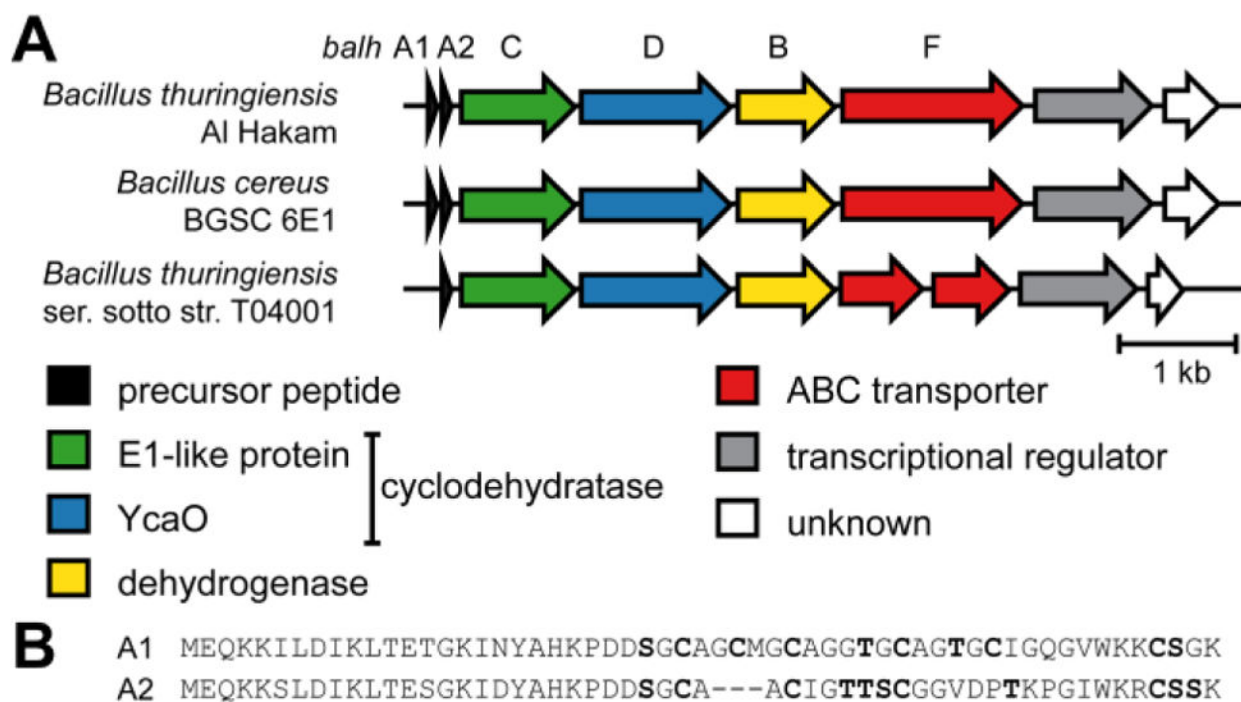 A
balh A1 A2 C D B F
Bacillus thuringiensis
Al Hakam
Bacillus cereus
BGSC 6E1
Bacillus thuringiensis
ser. sotto str. T04001
1 kb
precursor peptide
E1-like protein
YcaO
cyclodehydratase
dehydrogenase
ABC transporter
transcriptional regulator
unknown
B
A1 MEQKKILDIKLTETGKINYAHKPDDSGCAGCMGCAGGTGCAGTGCIGQGVWKKCSGK
A2 MEQKKSLDIKLTESGKIDYAHKPDDSGCA---ACIGTTSCGGVDPTKPGIWKRCSSK